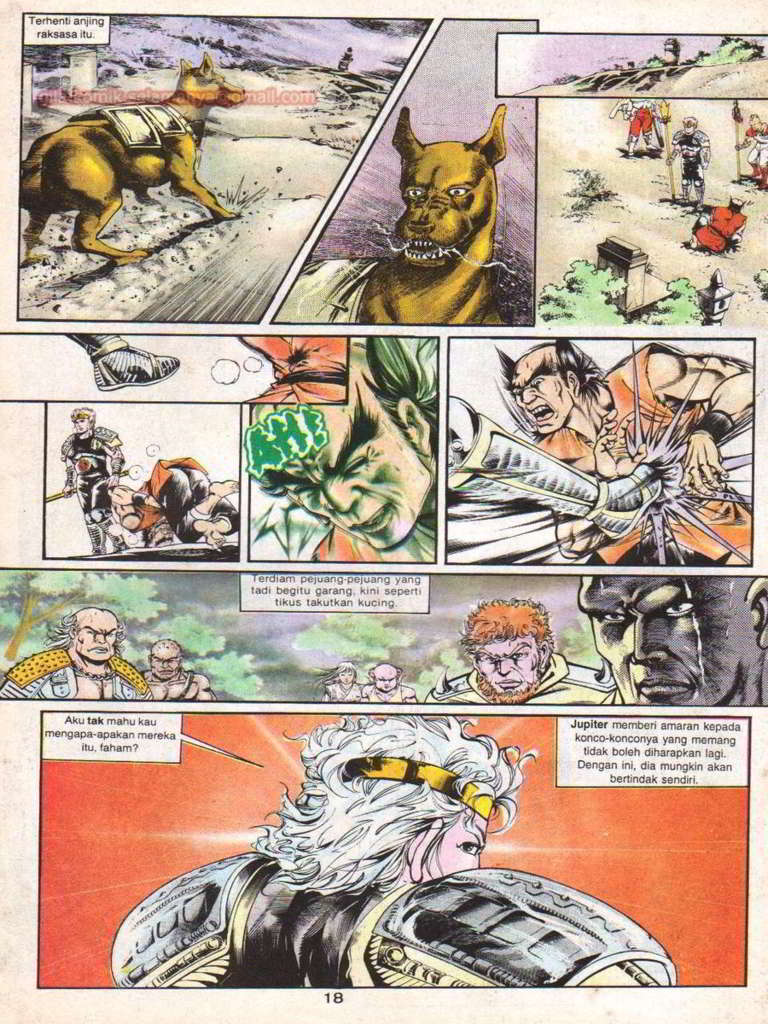 Terhenti anjing
raksasa itu.
AH!
Terdiam pejuang-pejuang yang
tadi begitu garang, kini seperti
tikus takutkan kucing.
Aku tak mahu kau
mengapa-apakan mereka
itu, faham?
Jupiter memberi amaran kepada
konco-konconya yang memang
tidak boleh diharapkan lagi.
Dengan ini, dia mungkin akan
bertindak sendiri.
18